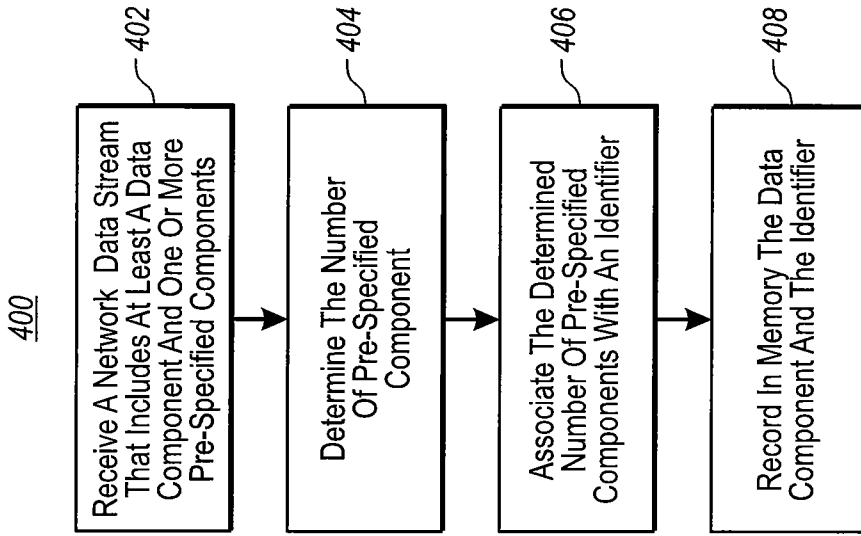 400
402
Receive A Network Data Stream
That Includes At Least A Data
Component And One Or More
Pre-Specified Components
404
Determine The Number
Of Pre-Specified
Component
406
Associate The Determined
Number Of Pre-Specified
Components With An Identifier
408
Record In Memory The Data
Component And The Identifier